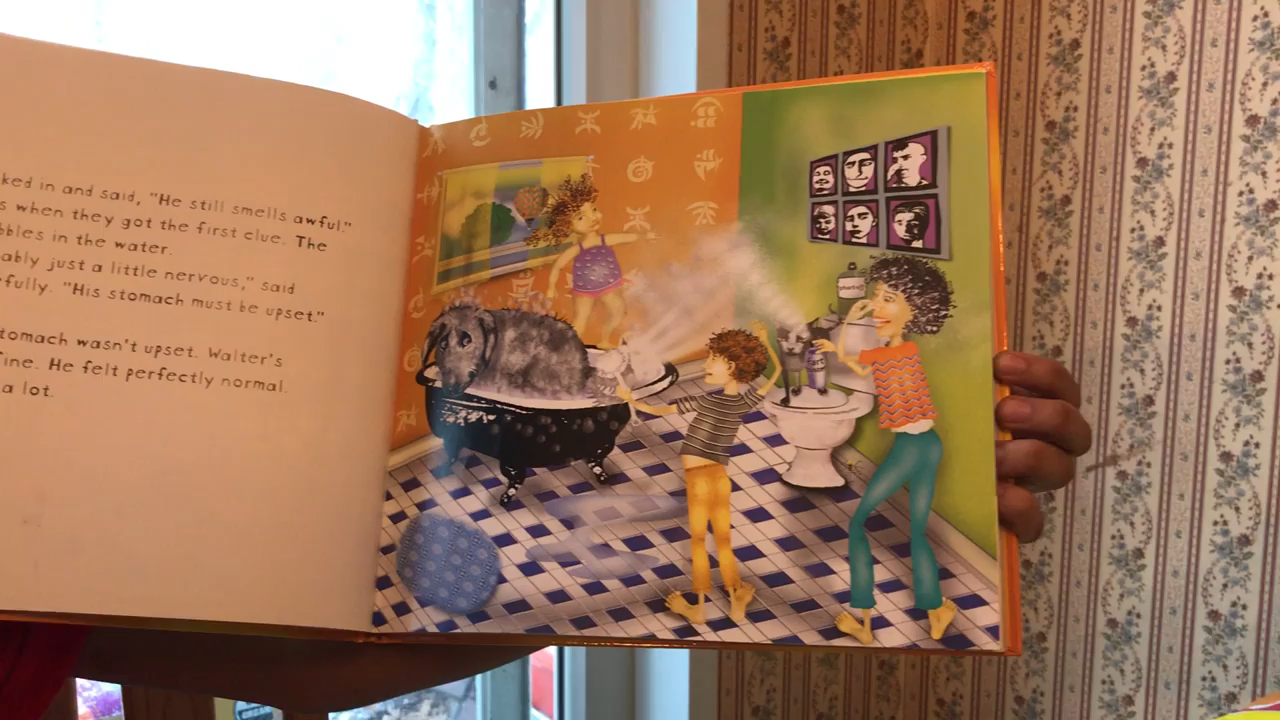 ked in and said, "He still smells awful."
s when they got the first clue. The
bbles in the water.
ably just a little nervous," said
fully. "His stomach must be upset."
tomach wasn't upset. Walter's
fine. He felt perfectly normal.
a lot.